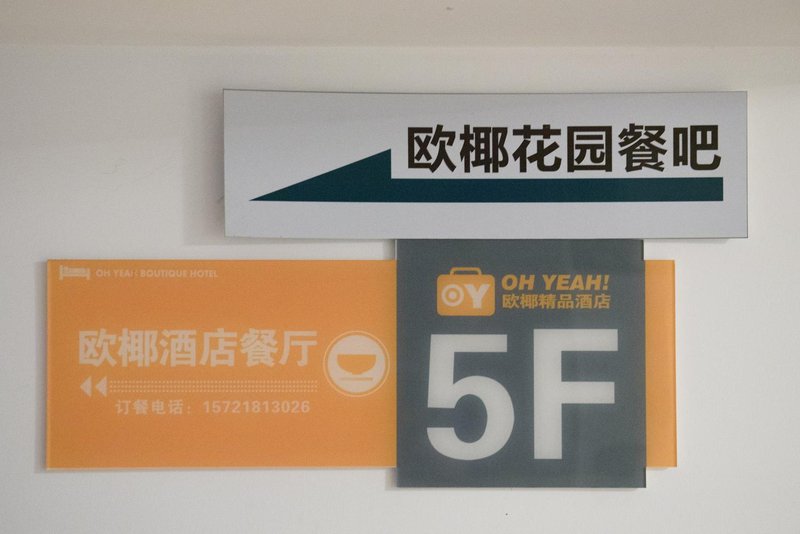 欧椰花园餐吧
OH YEAH BOUTIQUE HOTEL
欧椰酒店餐厅
订餐电话：15721813026
OY
OH YEAH!
欧椰精品酒店
5F